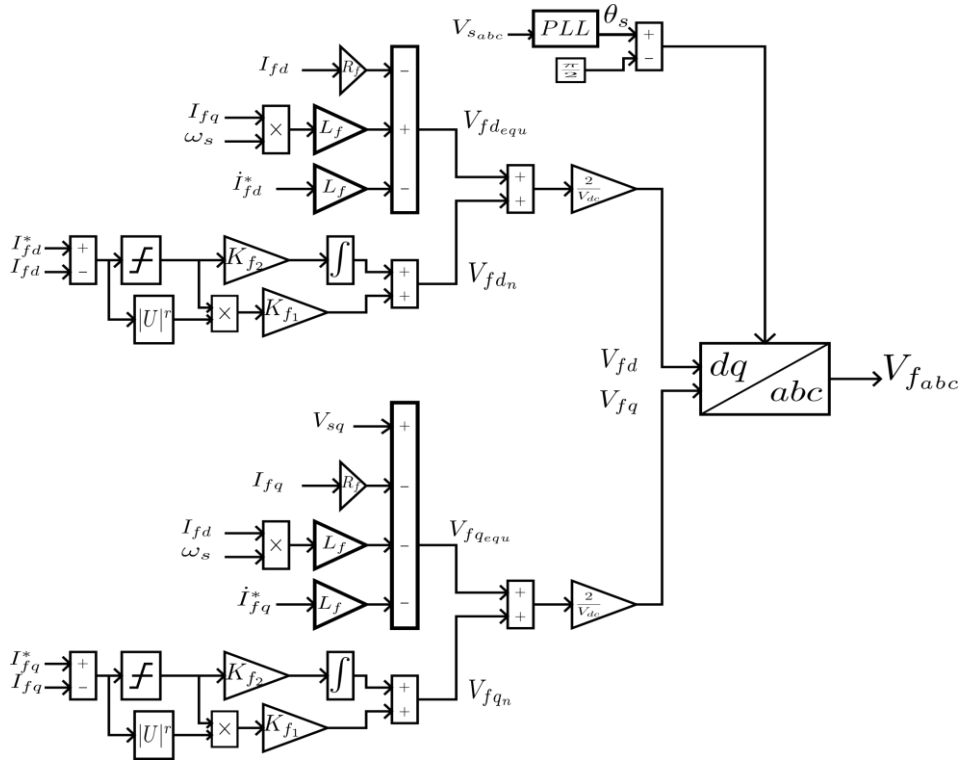 V_{s_{abc}} PLL θ_s + −
π/2
I_{fd} R_f −
I_{fq} × L_f + V_{fd_{equ}}
ω_s
İ*_{fd} L_f −
+ + 2/V_{dc}
I*_{fd} + K_{f_2} ∫ + V_{fd_n}
I_{fd} −
|U|^r × K_{f_1} +
V_{fd} dq
V_{fq} abc V_{f_{abc}}
V_{sq} +
I_{fq} R_f −
I_{fd} × L_f − V_{fq_{equ}}
ω_s
İ*_{fq} L_f −
+ + 2/V_{dc}
I*_{fq} + K_{f_2} ∫ + V_{fq_n}
I_{fq} −
|U|^r × K_{f_1} +